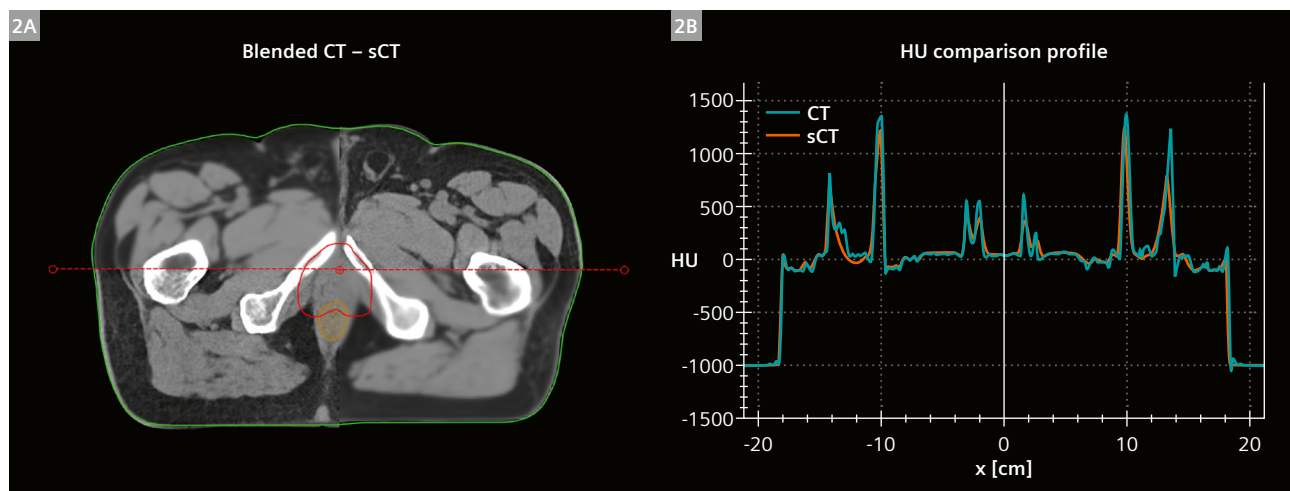 2A
Blended CT – sCT
2B
HU comparison profile
CT
sCT
1500
1000
500
0
-500
-1000
-1500
HU
-20
-10
0
10
20
x [cm]